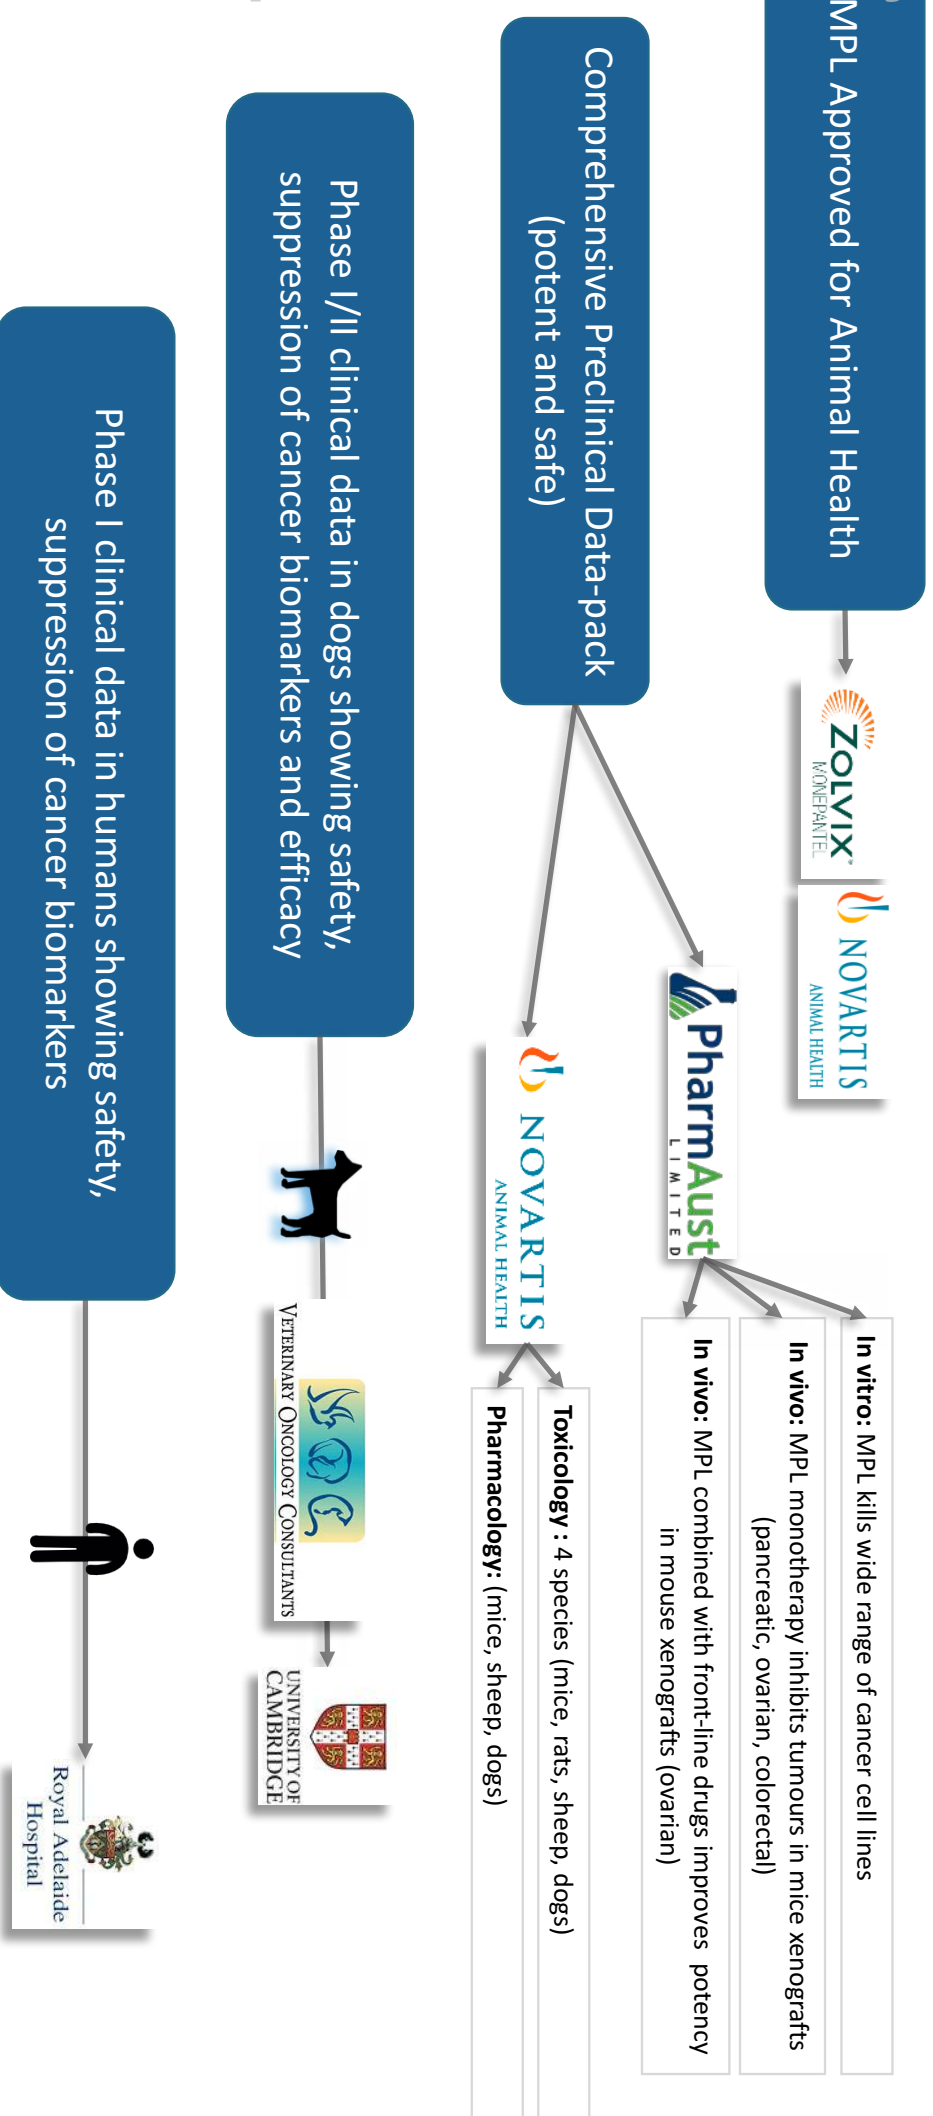 MPL Approved for Animal Health
ZOLVIX™
MONEPANTEL
NOVARTIS
ANIMAL HEALTH
Comprehensive Preclinical Data-pack
(potent and safe)
PharmAust
LIMITED
In vitro: MPL kills wide range of cancer cell lines
In vivo: MPL monotherapy inhibits tumours in mice xenografts
(pancreatic, ovarian, colorectal)
In vivo: MPL combined with front-line drugs improves potency
in mouse xenografts (ovarian)
NOVARTIS
ANIMAL HEALTH
Toxicology : 4 species (mice, rats, sheep, dogs)
Pharmacology: (mice, sheep, dogs)
Phase I/II clinical data in dogs showing safety,
suppression of cancer biomarkers and efficacy
VOC
VETERINARY ONCOLOGY CONSULTANTS
UNIVERSITY OF
CAMBRIDGE
Phase I clinical data in humans showing safety,
suppression of cancer biomarkers
Royal Adelaide
Hospital